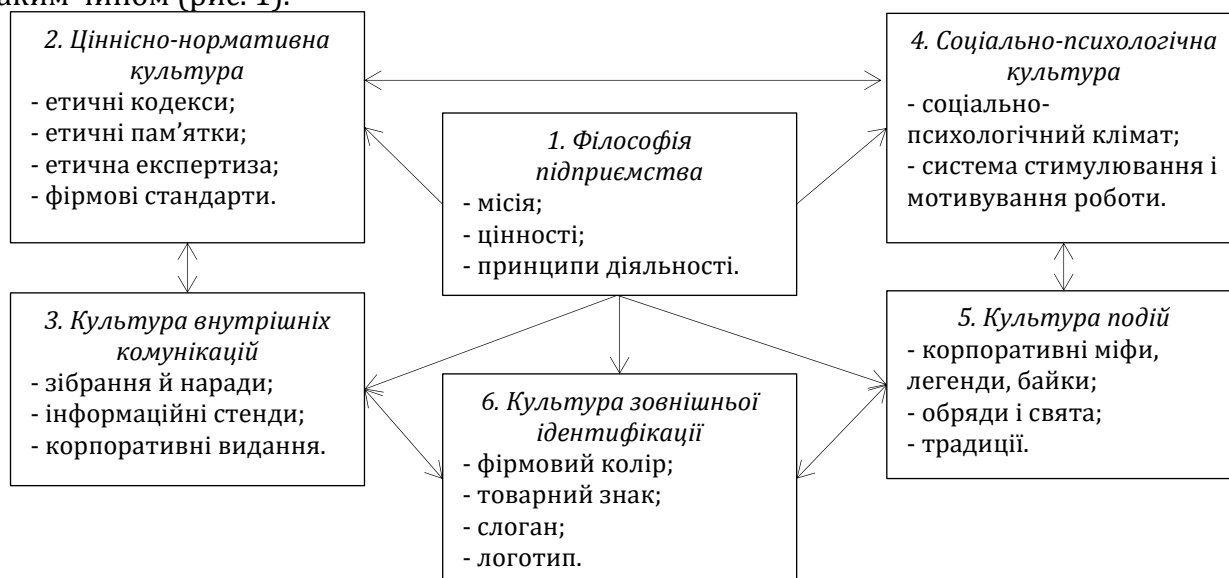 аким чином (рис. 1).
2. Ціннісно-нормативна
культура
- етичні кодекси;
- етичні пам’ятки;
- етична експертиза;
- фірмові стандарти.
4. Соціально-психологічна
культура
- соціально-
психологічний клімат;
- система стимулювання і
мотивування роботи.
1. Філософія
підприємства
- місія;
- цінності;
- принципи діяльності.
3. Культура внутрішніх
комунікацій
- зібрання й наради;
- інформаційні стенди;
- корпоративні видання.
5. Культура подій
- корпоративні міфи,
легенди, байки;
- обряди і свята;
- традиції.
6. Культура зовнішньої
ідентифікації
- фірмовий колір;
- товарний знак;
- слоган;
- логотип.